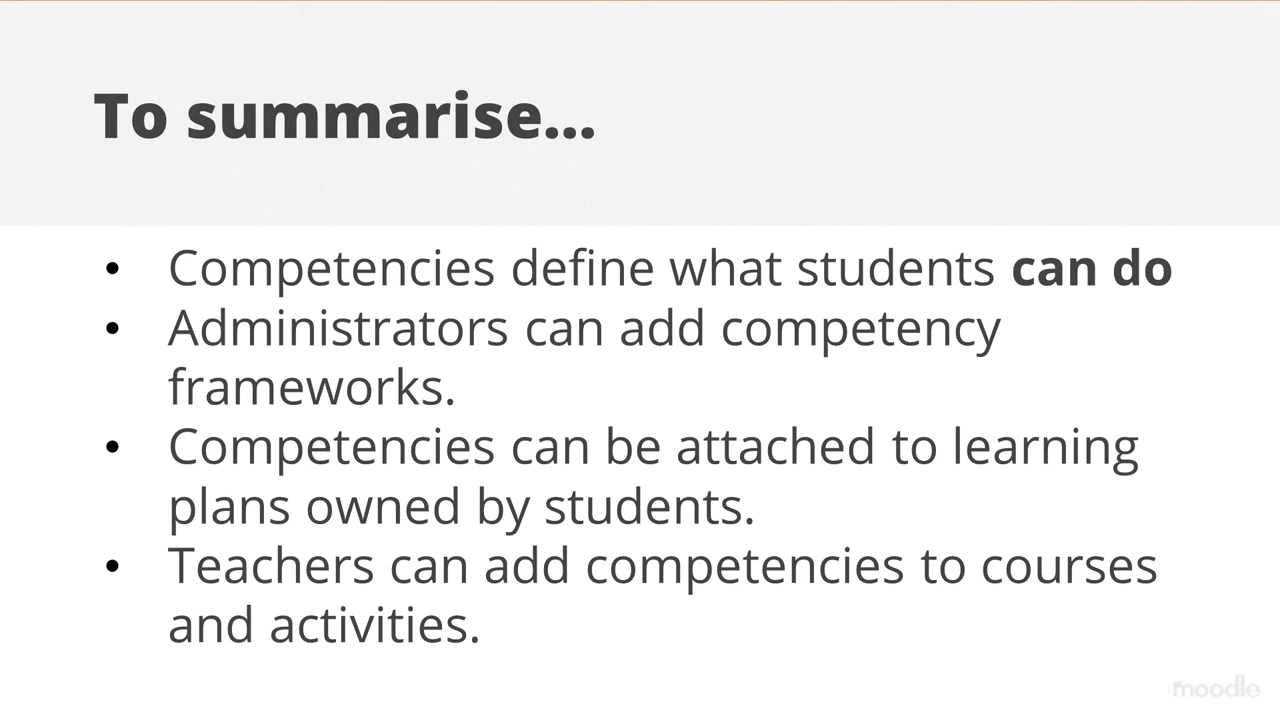 To summarise...
• Competencies define what students can do
• Administrators can add competency
frameworks.
• Competencies can be attached to learning
plans owned by students.
• Teachers can add competencies to courses
and activities.
moodle